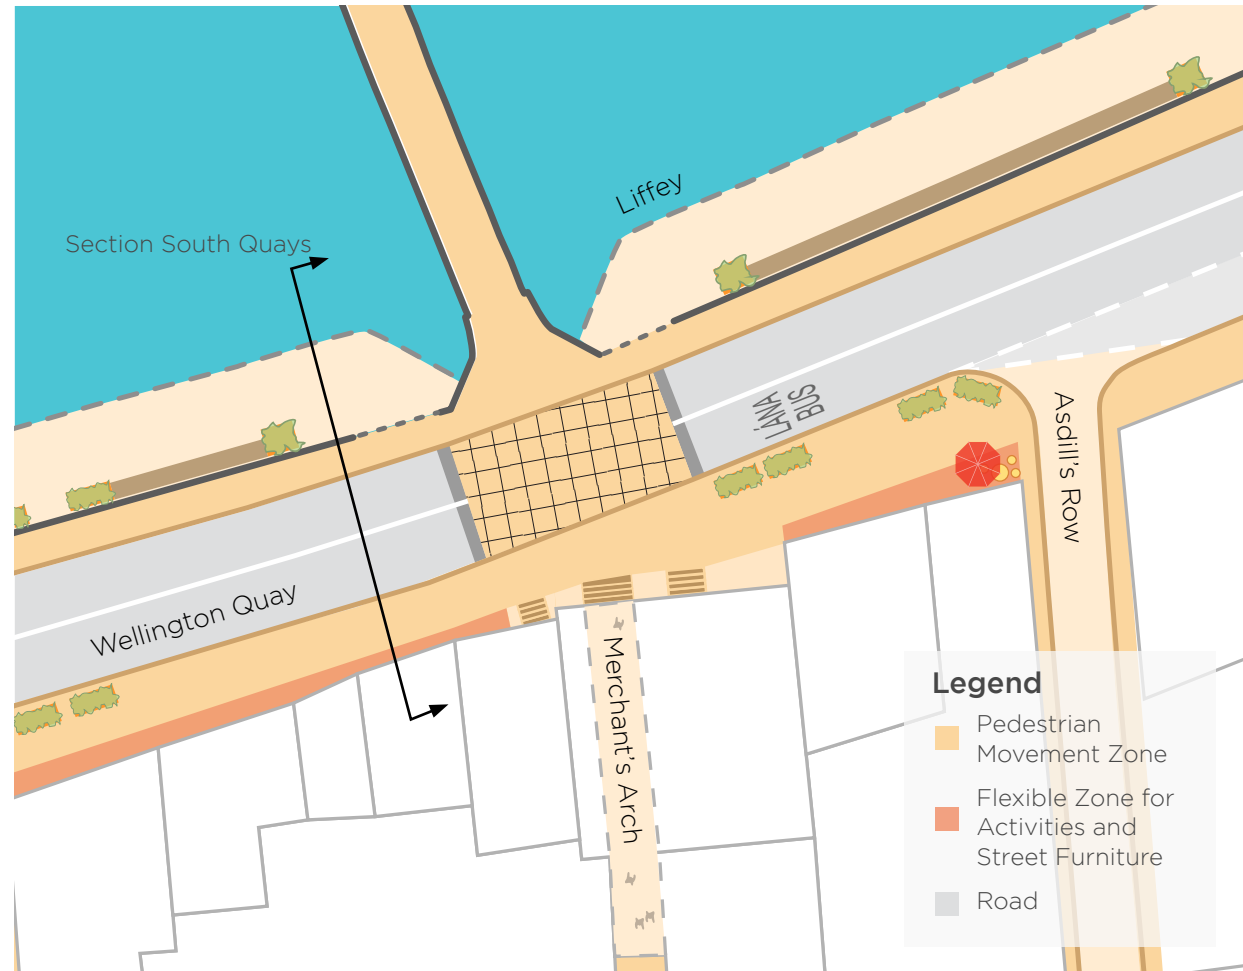 Liffey
Section South Quays
LÁNA
BUS
Asdill's Row
Wellington Quay
Merchant's Arch
Legend
Pedestrian
Movement Zone
Flexible Zone for
Activities and
Street Furniture
Road